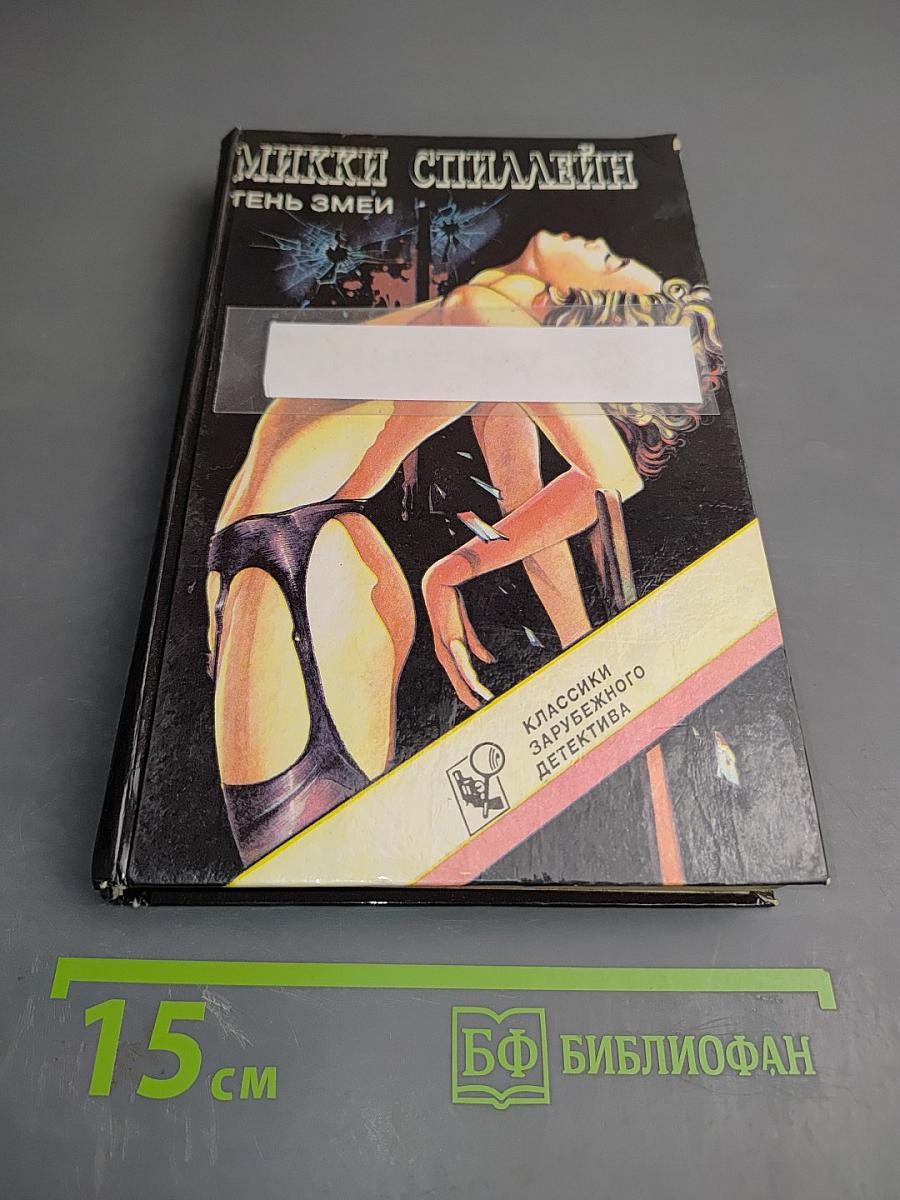 МИККИ СПИЛЛЕЙН
ТЕНЬ ЗМЕИ
КЛАССИКИ
ЗАРУБЕЖНОГО
ДЕТЕКТИВА
15 СМ
БФ БИБЛИОФАН